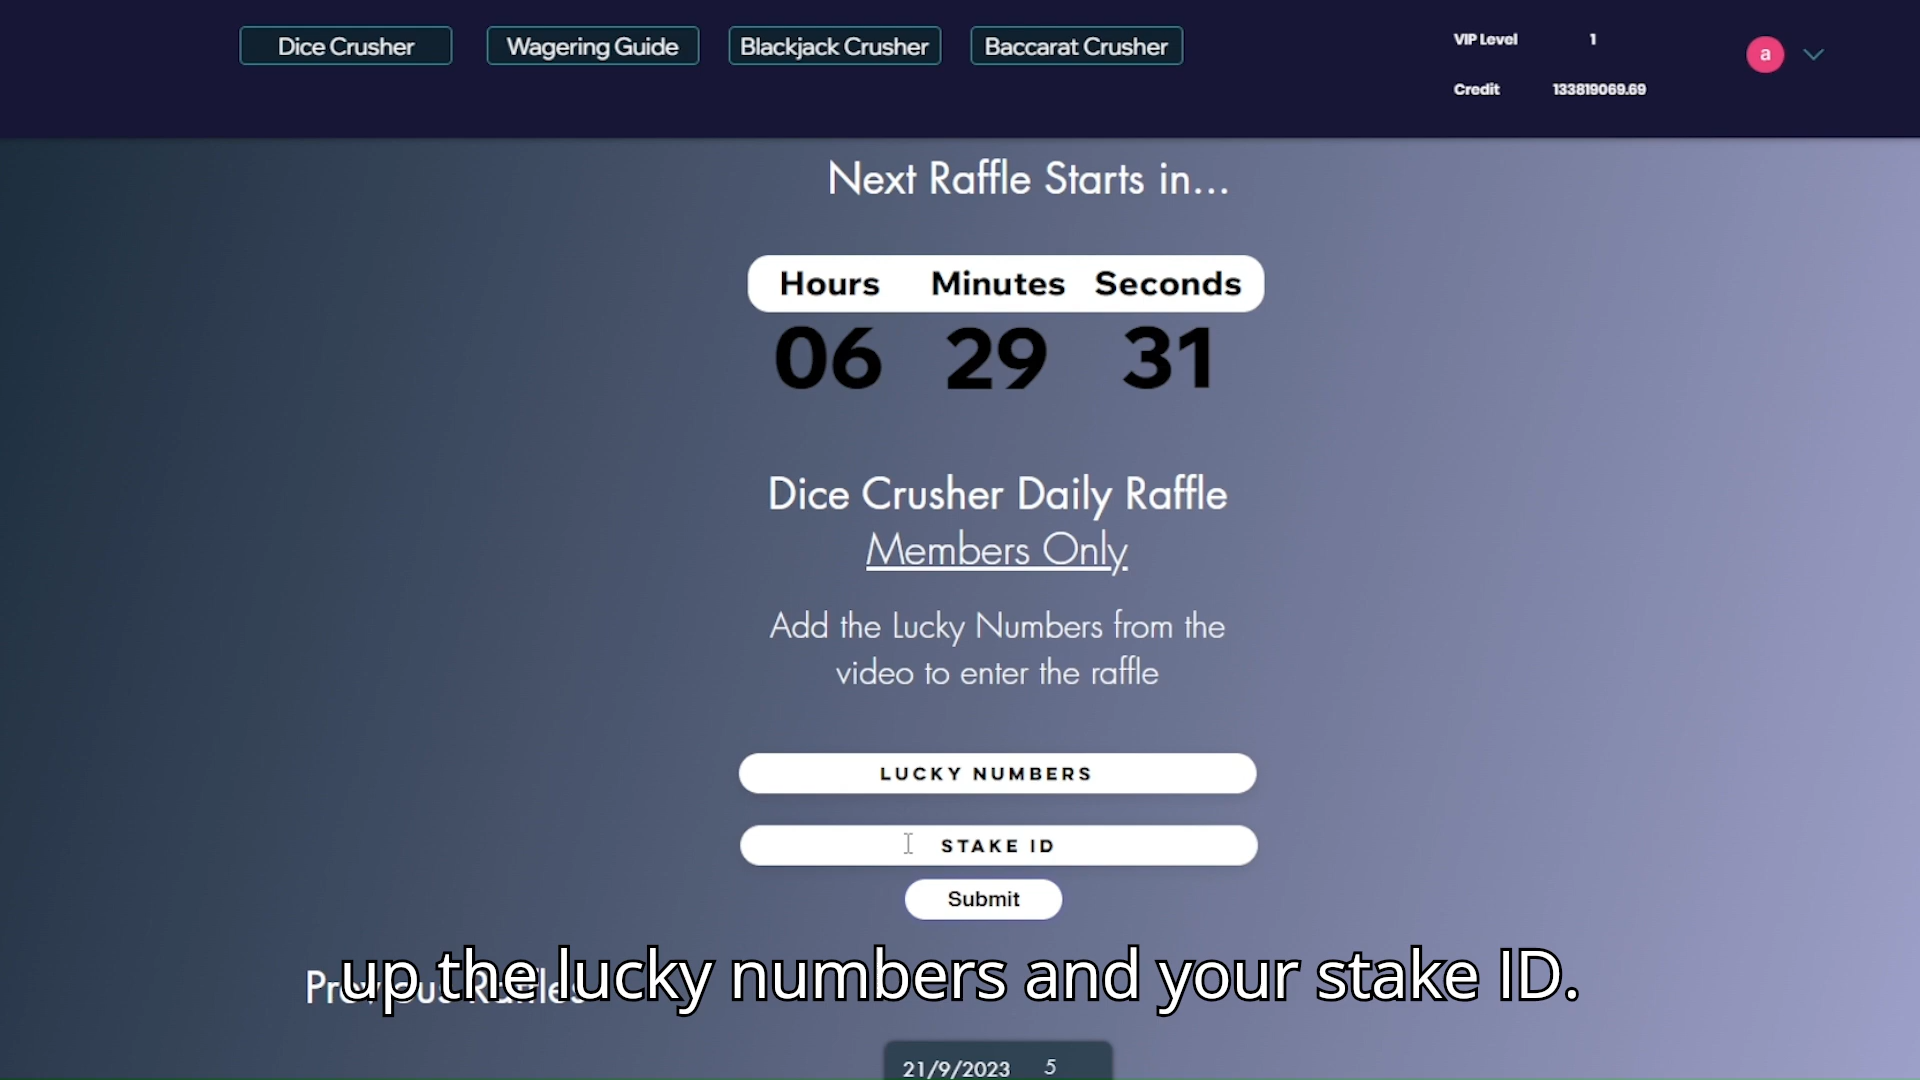 Dice Crusher
Wagering Guide
Blackjack Crusher
Baccarat Crusher
VIP Level 1
Credit 133819069.69
a
Next Raffle Starts in...
Hours Minutes Seconds
06 29 31
Dice Crusher Daily Raffle
Members Only
Add the Lucky Numbers from the
video to enter the raffle
LUCKY NUMBERS
STAKE ID
Submit
Previous Raffles
up the lucky numbers and your stake ID.
21/9/2023 5